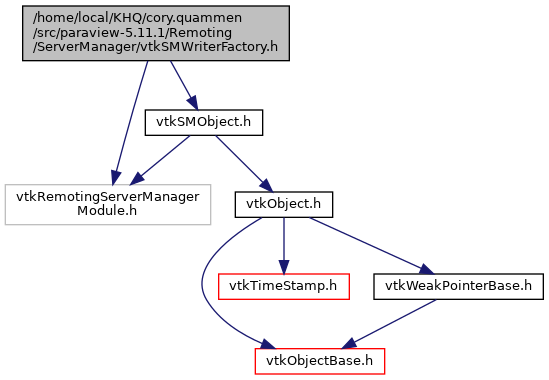 /home/local/KHQ/cory.quammen
/src/paraview-5.11.1/Remoting
/ServerManager/vtkSMWriterFactory.h
vtkSMObject.h
vtkRemotingServerManager
Module.h
vtkObject.h
vtkTimeStamp.h
vtkWeakPointerBase.h
vtkObjectBase.h